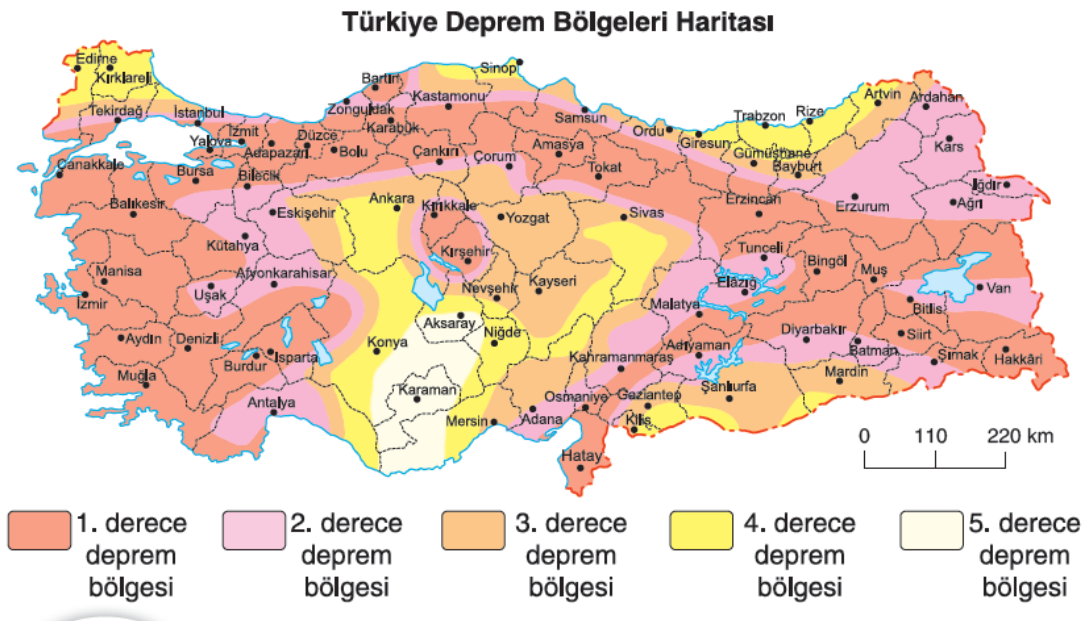 Türkiye Deprem Bölgeleri Haritası
Edirne
Kırklareli
Tekirdağ
İstanbul
Yalova
İzmit
Adapazarı
Düzce
Bolu
Zonguldak
Bartın
Karabük
Kastamonu
Sinop
Samsun
Ordu
Giresun
Trabzon
Rize
Artvin
Ardahan
Kars
Iğdır
Ağrı
Erzurum
Gümüşhane
Bayburt
Erzincan
Çanakkale
Bursa
Bilecik
Balıkesir
Eskişehir
Ankara
Çankırı
Çorum
Amasya
Tokat
Kırıkkale
Yozgat
Sivas
Kütahya
Kırşehir
Tunceli
Bingöl
Muş
Manisa
Afyonkarahisar
Uşak
İzmir
Nevşehir
Kayseri
Elazığ
Malatya
Van
Bitlis
Aksaray
Niğde
Konya
Aydın
Denizli
Burdur
Isparta
Diyarbakır
Batman
Siirt
Şırnak
Hakkâri
Kahramanmaraş
Adıyaman
Mardin
Şanlıurfa
Muğla
Antalya
Karaman
Mersin
Adana
Osmaniye
Gaziantep
Kilis
Hatay
0 110 220 km
1. derece
deprem
bölgesi
2. derece
deprem
bölgesi
3. derece
deprem
bölgesi
4. derece
deprem
bölgesi
5. derece
deprem
bölgesi